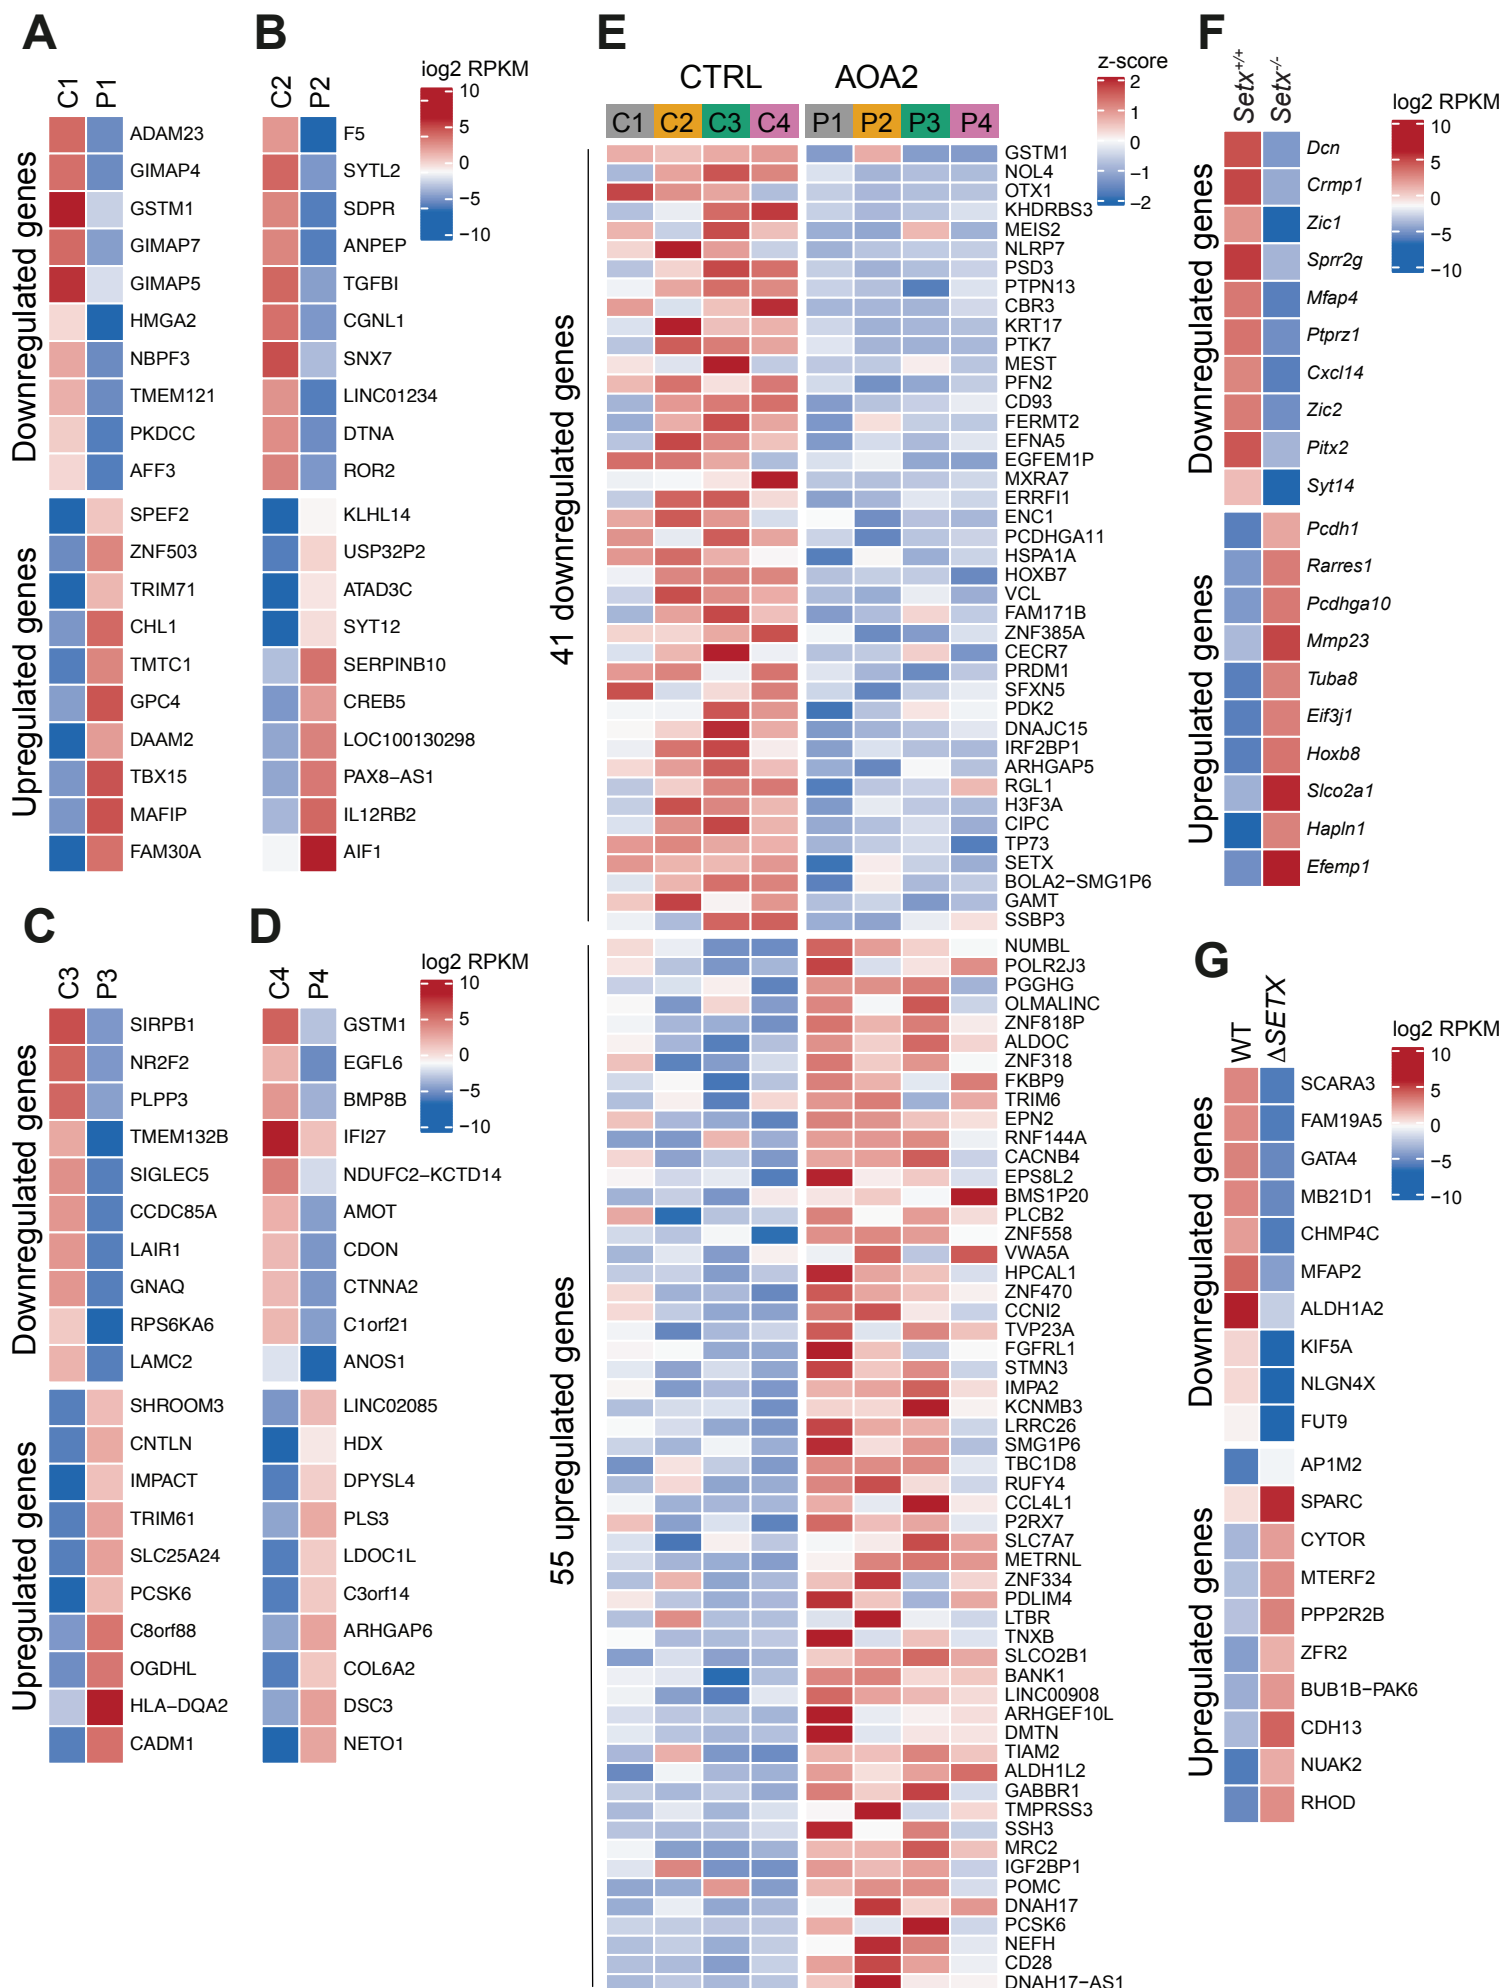 A
C1
P1
Downregulated genes
ADAM23
GIMAP4
GSTM1
GIMAP7
GIMAP5
HMGA2
NBPF3
TMEM121
PKDCC
AFF3
Upregulated genes
SPEF2
ZNF503
TRIM71
CHL1
TMTC1
GPC4
DAAM2
TBX15
MAFIP
FAM30A
B
C2
P2
F5
SYTL2
SDPR
ANPEP
TGFBI
CGNL1
SNX7
LINC01234
DTNA
ROR2
KLHL14
USP32P2
ATAD3C
SYT12
SERPINB10
CREB5
LOC100130298
PAX8−AS1
IL12RB2
AIF1
iog2 RPKM
10
5
0
−5
−10
C
C3
P3
Downregulated genes
SIRPB1
NR2F2
PLPP3
TMEM132B
SIGLEC5
CCDC85A
LAIR1
GNAQ
RPS6KA6
LAMC2
Upregulated genes
SHROOM3
CNTLN
IMPACT
TRIM61
SLC25A24
PCSK6
C8orf88
OGDHL
HLA−DQA2
CADM1
D
C4
P4
GSTM1
EGFL6
BMP8B
IFI27
NDUFC2−KCTD14
AMOT
CDON
CTNNA2
C1orf21
ANOS1
LINC02085
HDX
DPYSL4
PLS3
LDOC1L
C3orf14
ARHGAP6
COL6A2
DSC3
NETO1
log2 RPKM
10
5
0
−5
−10
E
CTRL AOA2
C1 C2 C3 C4 P1 P2 P3 P4
z-score
2
1
0
−1
−2
41 downregulated genes
GSTM1
NOL4
OTX1
KHDRBS3
MEIS2
NLRP7
PSD3
PTPN13
CBR3
KRT17
PTK7
MEST
PFN2
CD93
FERMT2
EFNA5
EGFEM1P
MXRA7
ERRFI1
ENC1
PCDHGA11
HSPA1A
HOXB7
VCL
FAM171B
ZNF385A
CECR7
PRDM1
SFXN5
PDK2
DNAJC15
IRF2BP1
ARHGAP5
RGL1
H3F3A
CIPC
TP73
SETX
BOLA2−SMG1P6
GAMT
SSBP3
55 upregulated genes
NUMBL
POLR2J3
PGGHG
OLMALINC
ZNF818P
ALDOC
ZNF318
FKBP9
TRIM6
EPN2
RNF144A
CACNB4
EPS8L2
BMS1P20
PLCB2
ZNF558
VWA5A
HPCAL1
ZNF470
CCNI2
TVP23A
FGFRL1
STMN3
IMPA2
KCNMB3
LRRC26
SMG1P6
TBC1D8
RUFY4
CCL4L1
P2RX7
SLC7A7
METRNL
ZNF334
PDLIM4
LTBR
TNXB
SLCO2B1
BANK1
LINC00908
ARHGEF10L
DMTN
TIAM2
ALDH1L2
GABBR1
TMPRSS3
SSH3
MRC2
IGF2BP1
POMC
DNAH17
PCSK6
NEFH
CD28
DNAH17−AS1
F
Setx+/+
Setx-/-
log2 RPKM
10
5
0
−5
−10
Downregulated genes
Dcn
Crmp1
Zic1
Sprr2g
Mfap4
Ptprz1
Cxcl14
Zic2
Pitx2
Syt14
Upregulated genes
Pcdh1
Rarres1
Pcdhga10
Mmp23
Tuba8
Eif3j1
Hoxb8
Slco2a1
Hapln1
Efemp1
G
WT
ΔSETX
log2 RPKM
10
5
0
−5
−10
Downregulated genes
SCARA3
FAM19A5
GATA4
MB21D1
CHMP4C
MFAP2
ALDH1A2
KIF5A
NLGN4X
FUT9
Upregulated genes
AP1M2
SPARC
CYTOR
MTERF2
PPP2R2B
ZFR2
BUB1B−PAK6
CDH13
NUAK2
RHOD